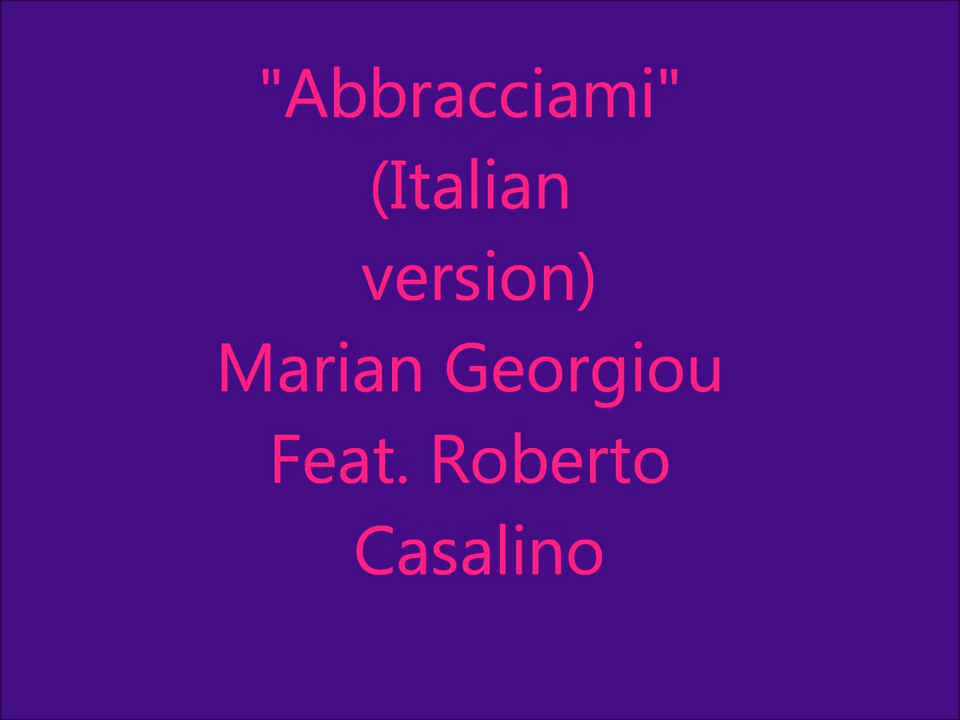 "Abbracciami"
(Italian
version)
Marian Georgiou
Feat. Roberto
Casalino